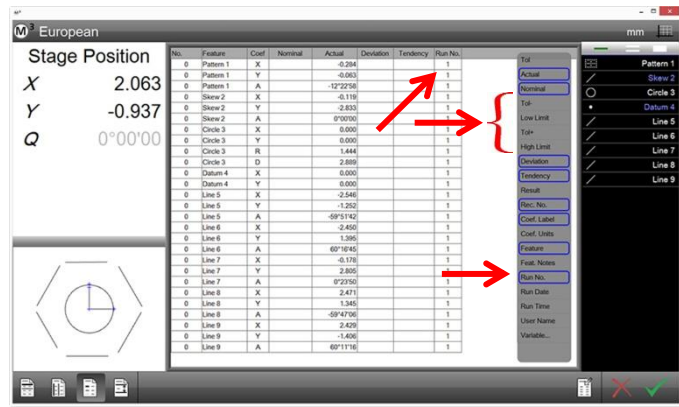 M³
M³ European mm
Stage Position
X 2.063
Y -0.937
Q 0°00'00
No. Feature Coef Nominal Actual Deviation Tendency Run No.
0 Pattern 1 X -0.284 1
0 Pattern 1 Y -0.063 1
0 Pattern 1 A -12°22'58 1
0 Skew 2 X -0.119 1
0 Skew 2 Y -2.833 1
0 Skew 2 A 0°00'00 1
0 Circle 3 X 0.000 1
0 Circle 3 Y 0.000 1
0 Circle 3 R 1.444 1
0 Circle 3 D 2.889 1
0 Datum 4 X 0.000 1
0 Datum 4 Y 0.000 1
0 Line 5 X -2.546 1
0 Line 5 Y -1.252 1
0 Line 5 A -59°51'42 1
0 Line 6 X -2.450 1
0 Line 6 Y 1.395 1
0 Line 6 A 60°16'45 1
0 Line 7 X -0.178 1
0 Line 7 Y 2.805 1
0 Line 7 A 0°23'50 1
0 Line 8 X 2.471 1
0 Line 8 Y 1.345 1
0 Line 8 A -59°47'06 1
0 Line 9 X 2.429 1
0 Line 9 Y -1.406 1
0 Line 9 A 60°11'16 1
Tol
Actual
Nominal
Tol-
Low Limit
Tol+
High Limit
Deviation
Tendency
Result
Rec. No.
Coef. Label
Coef. Units
Feature
Feat. Notes
Run No.
Run Date
Run Time
User Name
Variable...
Pattern 1
Skew 2
Circle 3
Datum 4
Line 5
Line 6
Line 7
Line 8
Line 9